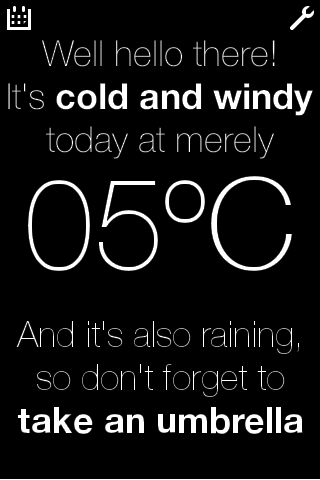 Well hello there!
It's cold and windy
today at merely
05°C
And it's also raining,
so don't forget to
take an umbrella